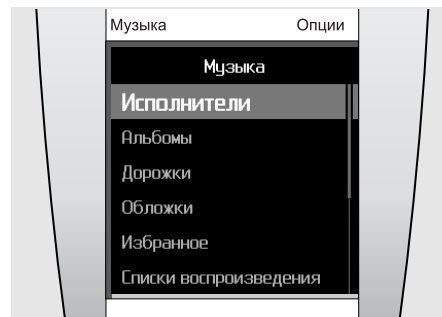 Музыка Опции
Музыка
Исполнители
Альбомы
Дорожки
Обложки
Избранное
Списки воспроизведения